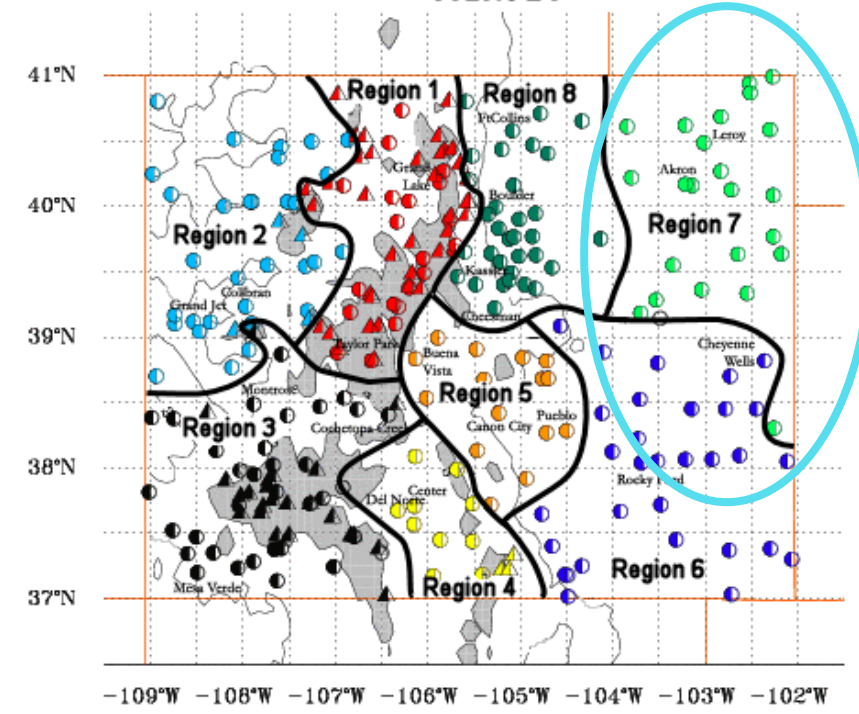 41°N
40°N
39°N
38°N
37°N
Region 1
Region 8
FtCollins
Leroy
Akron
Grand
Lake
Boulder
Region 7
Region 2
Kassler
Collbran
Grand Jct
Cheesman
Taylor Park
Buena
Vista
Cheyenne
Wells
Montrose
Region 5
Region 3
Cochetopa Creek
Canon City
Pueblo
Rocky Ford
Del Norte
Center
Mesa Verde
Region 4
Region 6
-109°W -108°W -107°W -106°W -105°W -104°W -103°W -102°W